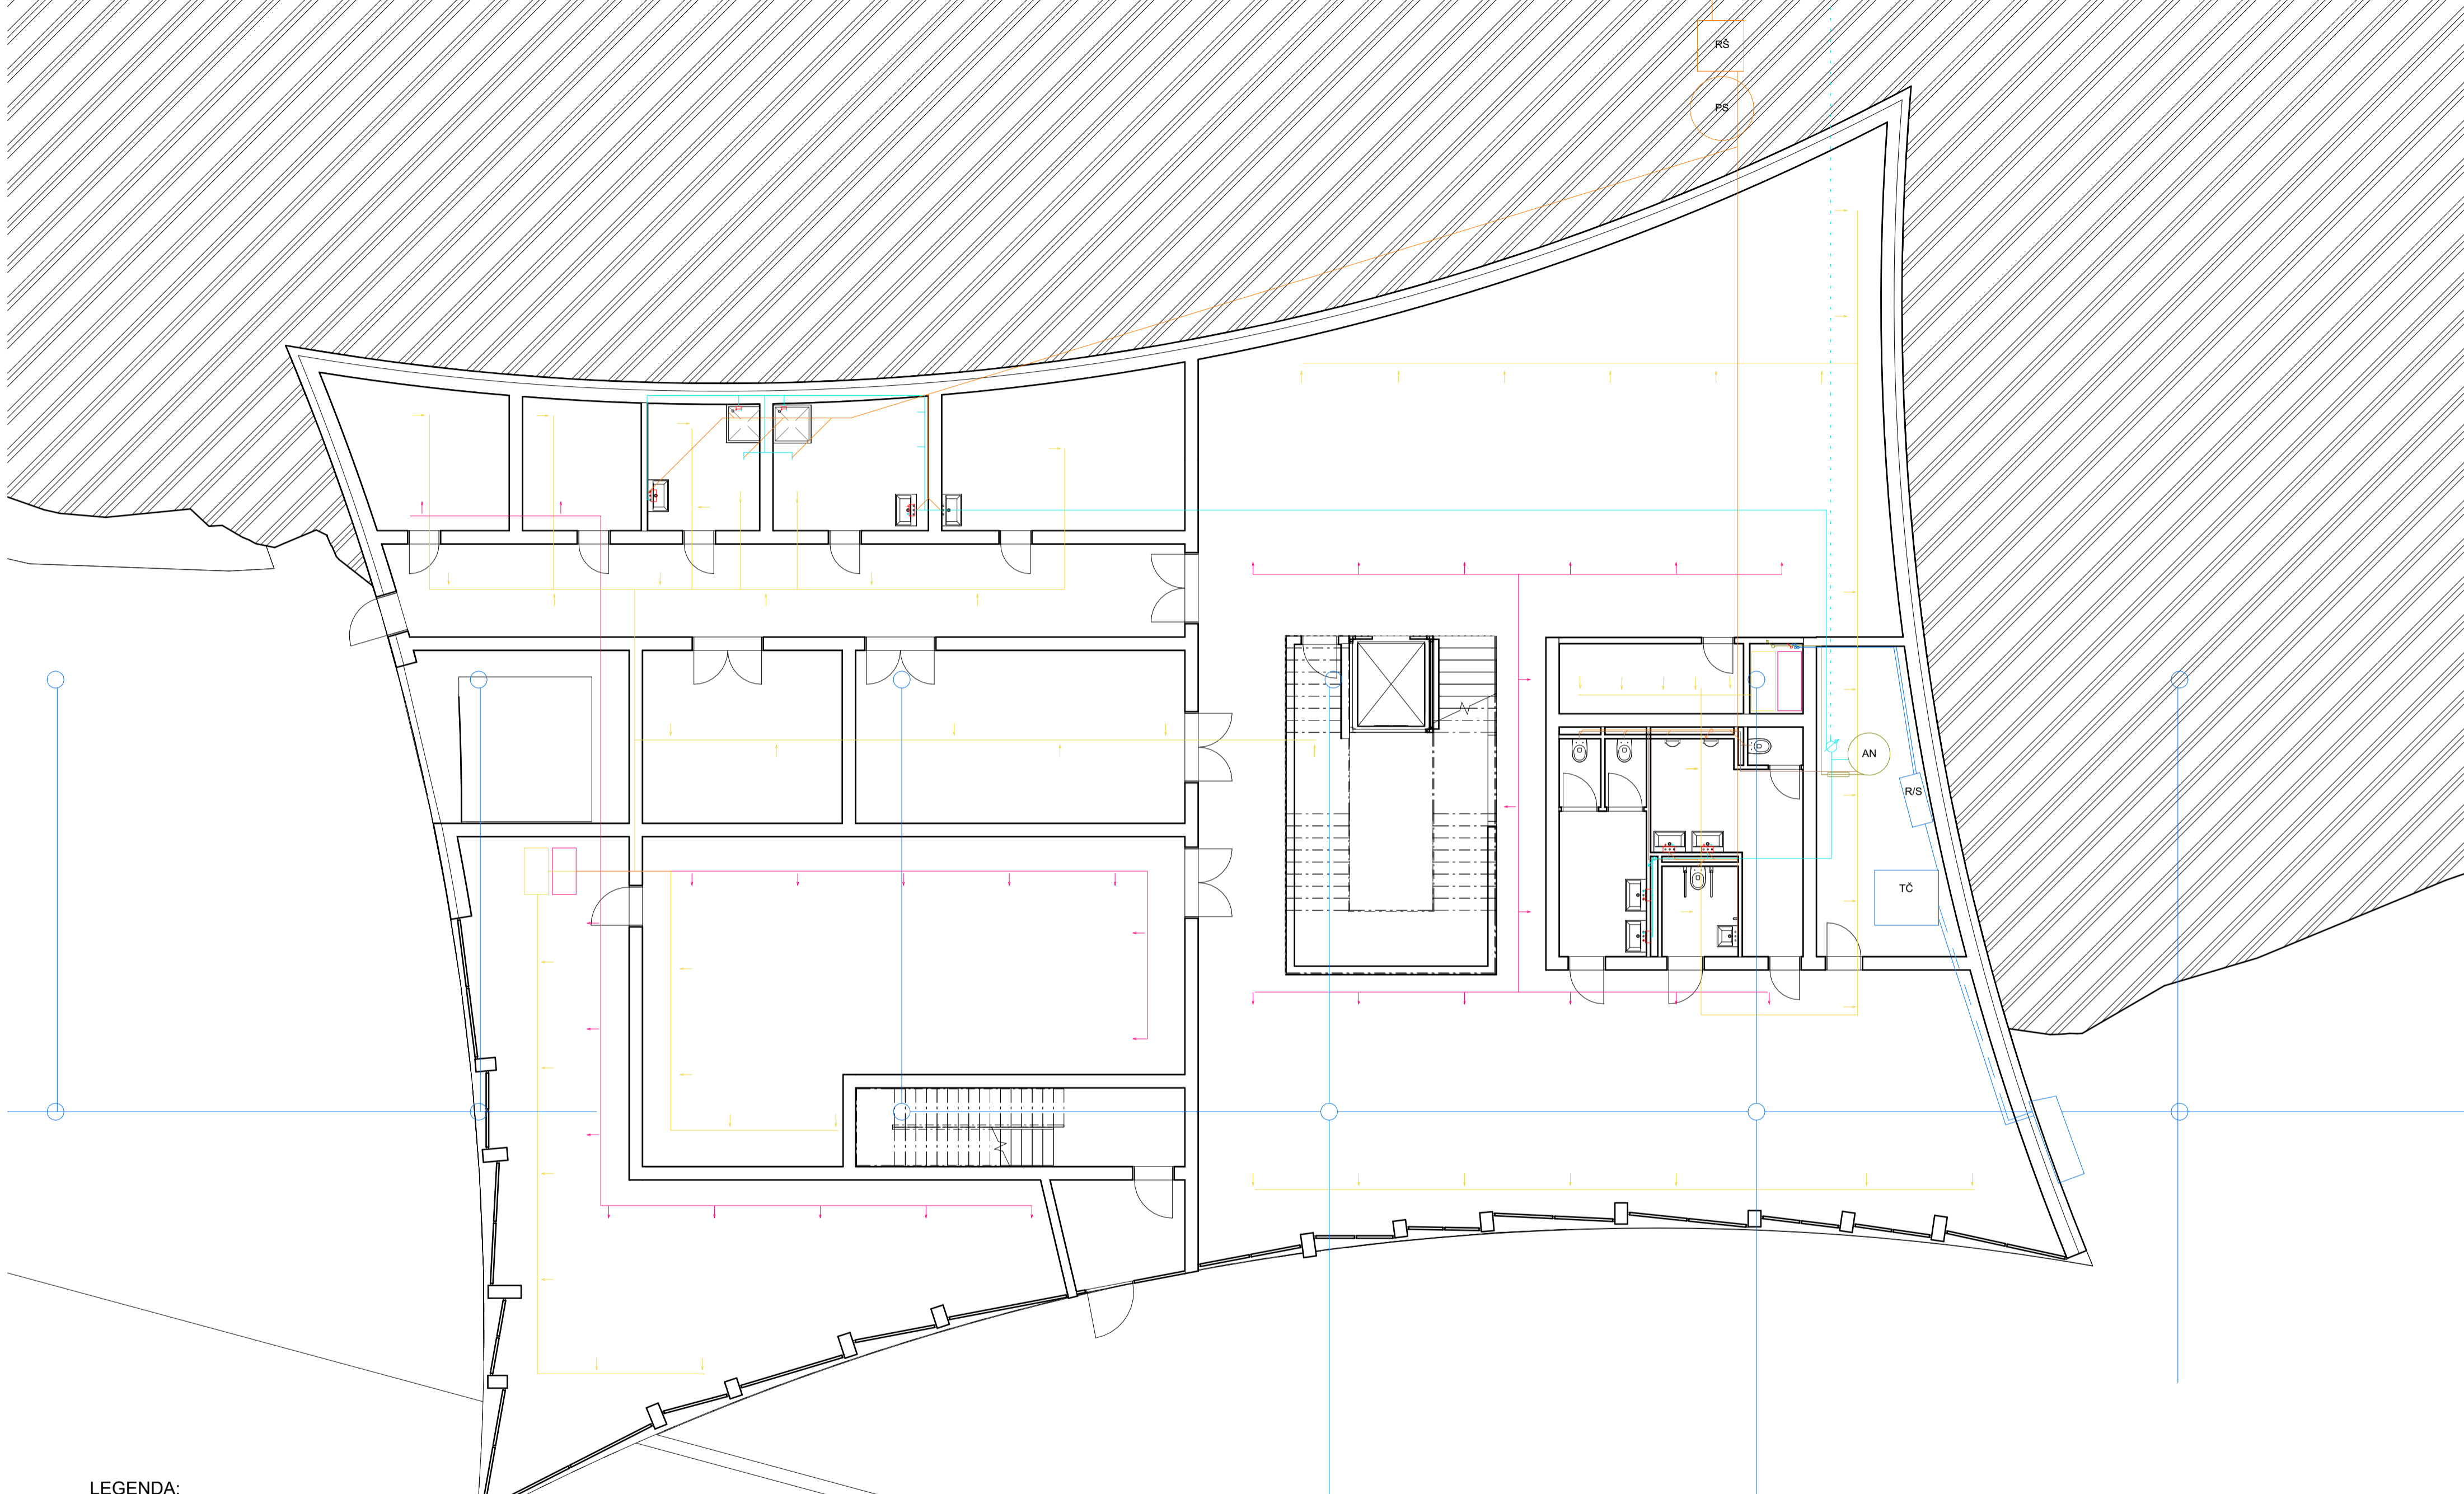 RŠ
PS
AN
R/S
TČ
LEGENDA: